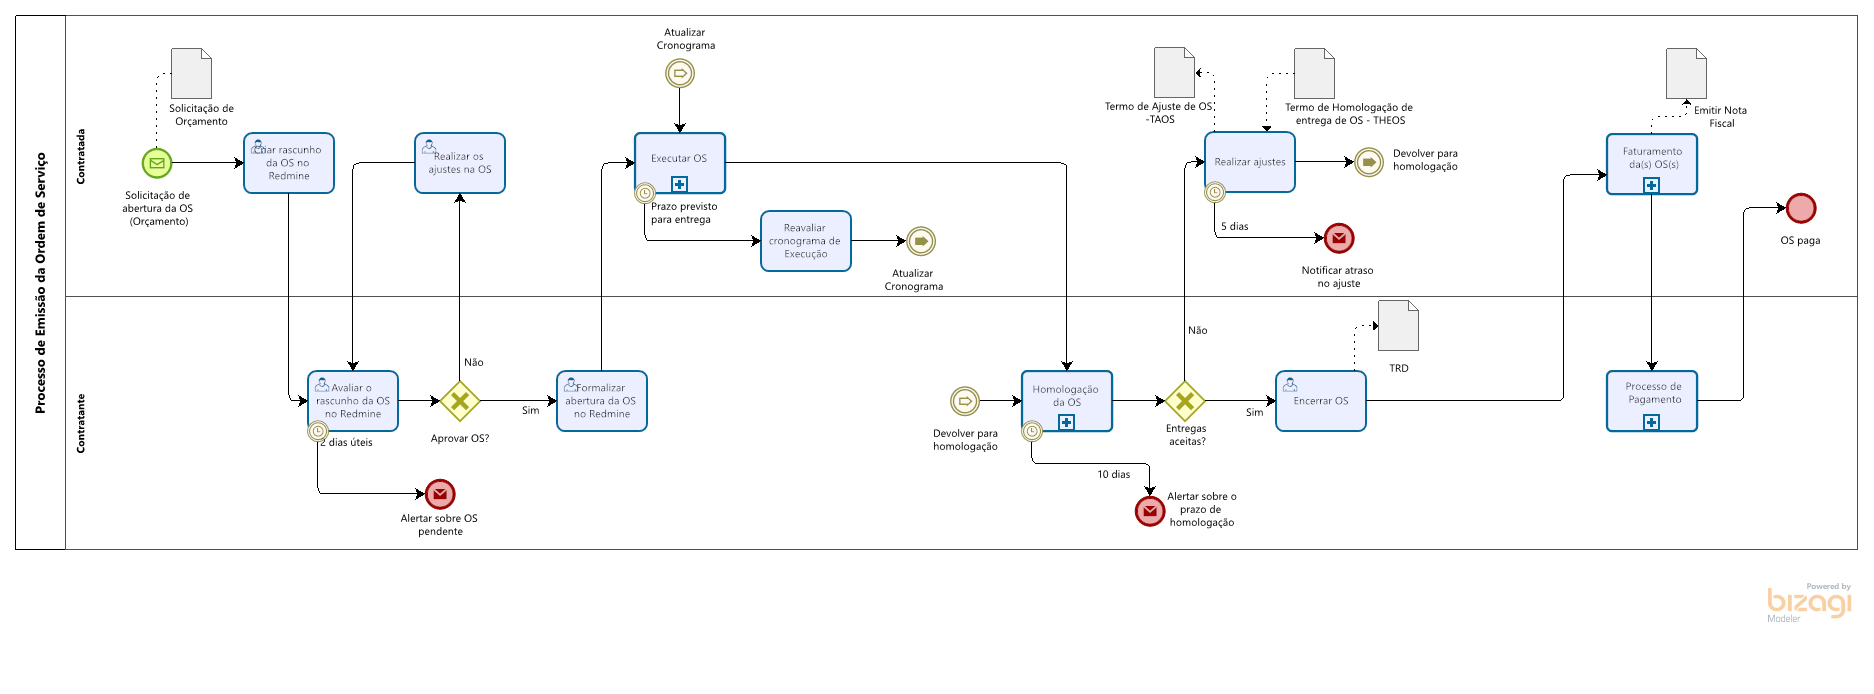 Processo de Emissão da Ordem de Serviço
Contratada
Solicitação de
Orçamento
Solicitação de
abertura da OS
(Orçamento)
Criar rascunho
da OS no
Redmine
Realizar os
ajustes na OS
Atualizar
Cronograma
Executar OS
Prazo previsto
para entrega
Reavaliar
cronograma de
Execução
Atualizar
Cronograma
Termo de Ajuste de OS
-TAOS
Termo de Homologação de
entrega de OS - THEOS
Realizar ajustes
Devolver para
homologação
5 dias
Notificar atraso
no ajuste
Emitir Nota
Fiscal
Faturamento
da(s) OS(s)
OS paga
Contratante
Avaliar o
rascunho da OS
no Redmine
2 dias úteis
Alertar sobre OS
pendente
Não
Aprovar OS?
Sim
Formalizar
abertura da OS
no Redmine
Devolver para
homologação
Homologação
da OS
10 dias
Alertar sobre o
prazo de
homologação
Não
Entregas
aceitas?
Sim
Encerrar OS
TRD
Processo de
Pagamento
Powered by
bizagi
Modeler